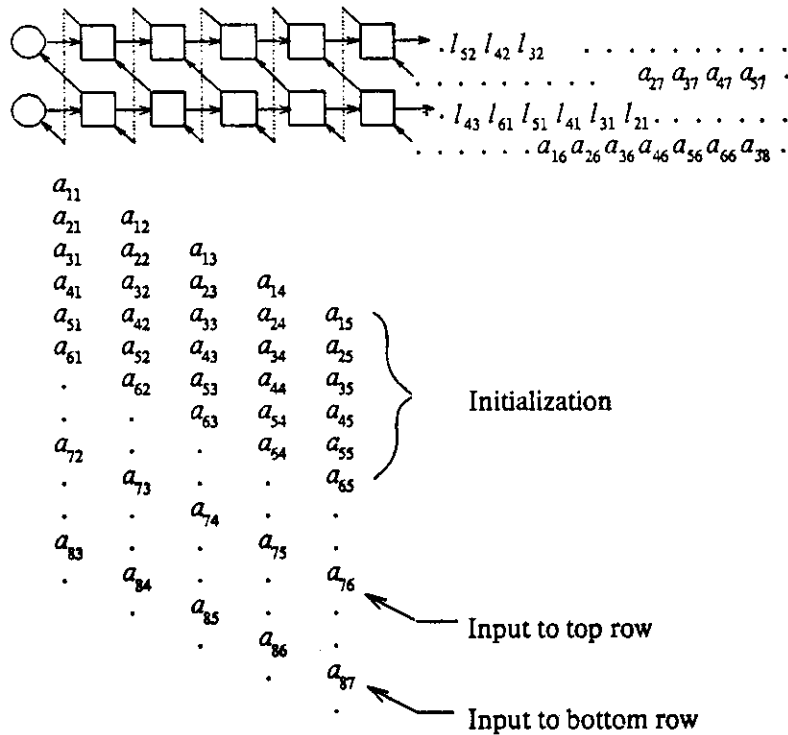 . l₅₂ l₄₂ l₃₂ . . . . . . . . .
. . . . . . . . . a₂₇ a₃₇ a₄₇ a₅₇ .
. l₄₃ l₆₁ l₅₁ l₄₁ l₃₁ l₂₁ . . . . . . .
. . . . . . a₁₆ a₂₆ a₃₆ a₄₆ a₅₆ a₆₆ a₃₈ .
a₁₁
a₂₁ a₁₂
a₃₁ a₂₂ a₁₃
a₄₁ a₃₂ a₂₃ a₁₄
a₅₁ a₄₂ a₃₃ a₂₄ a₁₅
a₆₁ a₅₂ a₄₃ a₃₄ a₂₅
. a₆₂ a₅₃ a₄₄ a₃₅
Initialization
. . a₆₃ a₅₄ a₄₅
a₇₂ . . a₆₄ a₅₅
. a₇₃ . . a₆₅
. . a₇₄ . .
a₈₃ . . a₇₅ .
. a₈₄ . . a₇₆
. a₈₅ . .
Input to top row
. a₈₆ .
. a₈₇
.
Input to bottom row